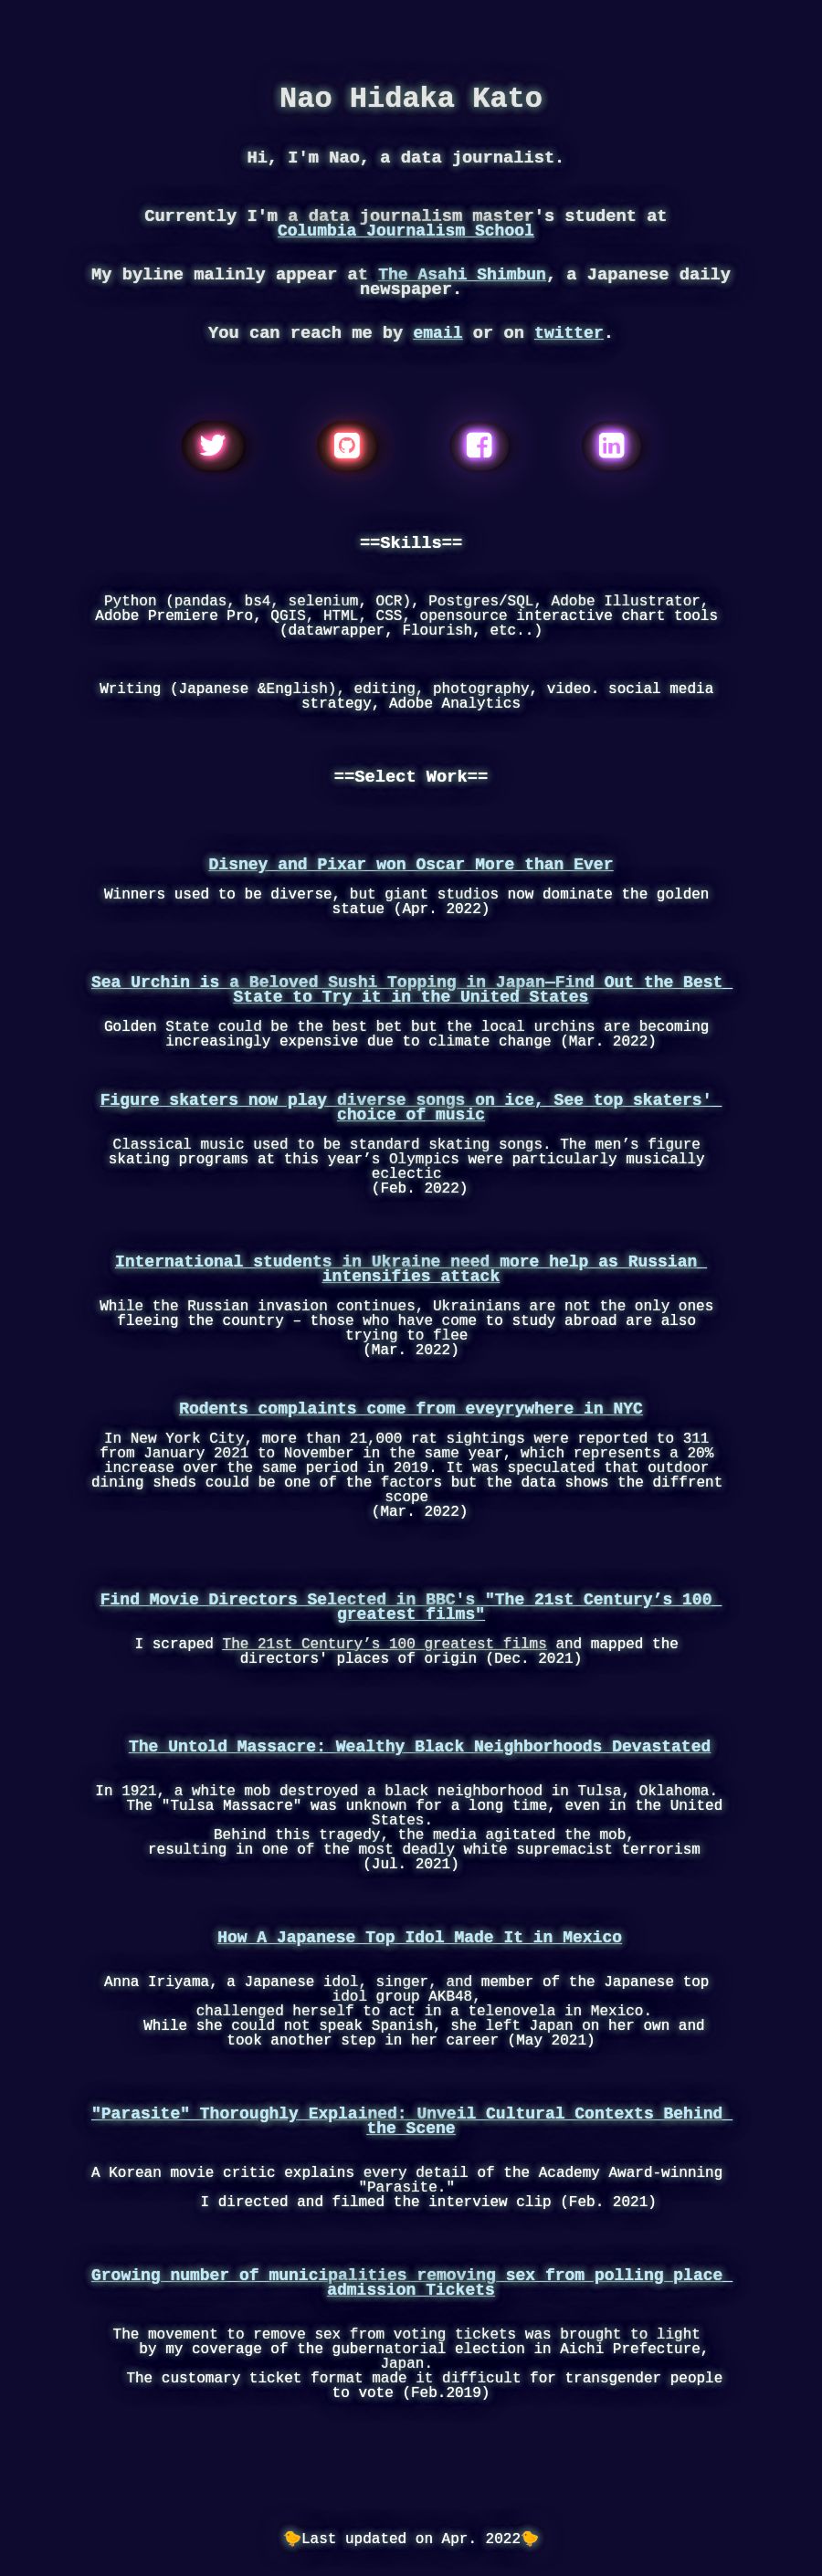 Nao Hidaka Kato
Hi, I'm Nao, a data journalist.
Currently I'm a data journalism master's student at
Columbia Journalism School
My byline malinly appear at The Asahi Shimbun, a Japanese daily
newspaper.
You can reach me by email or on twitter.
==Skills==
Python (pandas, bs4, selenium, OCR), Postgres/SQL, Adobe Illustrator,
Adobe Premiere Pro, QGIS, HTML, CSS, opensource interactive chart tools
(datawrapper, Flourish, etc..)
Writing (Japanese &English), editing, photography, video. social media
strategy, Adobe Analytics
==Select Work==
Disney and Pixar won Oscar More than Ever
Winners used to be diverse, but giant studios now dominate the golden
statue (Apr. 2022)
Sea Urchin is a Beloved Sushi Topping in Japan—Find Out the Best
State to Try it in the United States
Golden State could be the best bet but the local urchins are becoming
increasingly expensive due to climate change (Mar. 2022)
Figure skaters now play diverse songs on ice, See top skaters'
choice of music
Classical music used to be standard skating songs. The men’s figure
skating programs at this year’s Olympics were particularly musically
eclectic
(Feb. 2022)
International students in Ukraine need more help as Russian
intensifies attack
While the Russian invasion continues, Ukrainians are not the only ones
fleeing the country – those who have come to study abroad are also
trying to flee
(Mar. 2022)
Rodents complaints come from eveyrywhere in NYC
In New York City, more than 21,000 rat sightings were reported to 311
from January 2021 to November in the same year, which represents a 20%
increase over the same period in 2019. It was speculated that outdoor
dining sheds could be one of the factors but the data shows the diffrent
scope
(Mar. 2022)
Find Movie Directors Selected in BBC's "The 21st Century’s 100
greatest films"
I scraped The 21st Century’s 100 greatest films and mapped the
directors' places of origin (Dec. 2021)
The Untold Massacre: Wealthy Black Neighborhoods Devastated
In 1921, a white mob destroyed a black neighborhood in Tulsa, Oklahoma.
The "Tulsa Massacre" was unknown for a long time, even in the United
States.
Behind this tragedy, the media agitated the mob,
resulting in one of the most deadly white supremacist terrorism
(Jul. 2021)
How A Japanese Top Idol Made It in Mexico
Anna Iriyama, a Japanese idol, singer, and member of the Japanese top
idol group AKB48,
challenged herself to act in a telenovela in Mexico.
While she could not speak Spanish, she left Japan on her own and
took another step in her career (May 2021)
"Parasite" Thoroughly Explained: Unveil Cultural Contexts Behind
the Scene
A Korean movie critic explains every detail of the Academy Award-winning
"Parasite."
I directed and filmed the interview clip (Feb. 2021)
Growing number of municipalities removing sex from polling place
admission Tickets
The movement to remove sex from voting tickets was brought to light
by my coverage of the gubernatorial election in Aichi Prefecture,
Japan.
The customary ticket format made it difficult for transgender people
to vote (Feb.2019)
🐤Last updated on Apr. 2022🐤